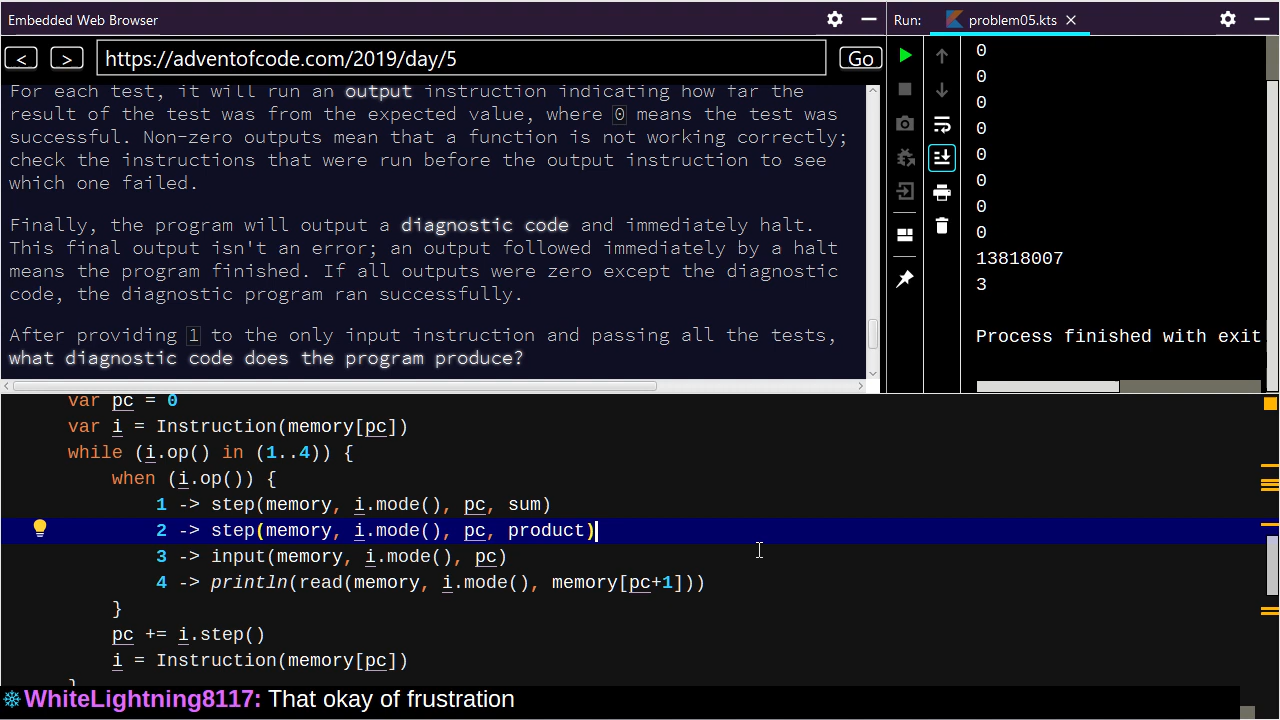 Embedded Web Browser
< > https://adventofcode.com/2019/day/5 Go
For each test, it will run an output instruction indicating how far the
result of the test was from the expected value, where 0 means the test was
successful. Non-zero outputs mean that a function is not working correctly;
check the instructions that were run before the output instruction to see
which one failed.
Finally, the program will output a diagnostic code and immediately halt.
This final output isn't an error; an output followed immediately by a halt
means the program finished. If all outputs were zero except the diagnostic
code, the diagnostic program ran successfully.
After providing 1 to the only input instruction and passing all the tests,
what diagnostic code does the program produce?
Run: problem05.kts
0
0
0
0
0
0
0
0
13818007
3
Process finished with exit
var pc = 0
var i = Instruction(memory[pc])
while (i.op() in (1..4)) {
when (i.op()) {
1 -> step(memory, i.mode(), pc, sum)
2 -> step(memory, i.mode(), pc, product)
3 -> input(memory, i.mode(), pc)
4 -> println(read(memory, i.mode(), memory[pc+1]))
}
pc += i.step()
i = Instruction(memory[pc])
}
WhiteLightning8117: That okay of frustration